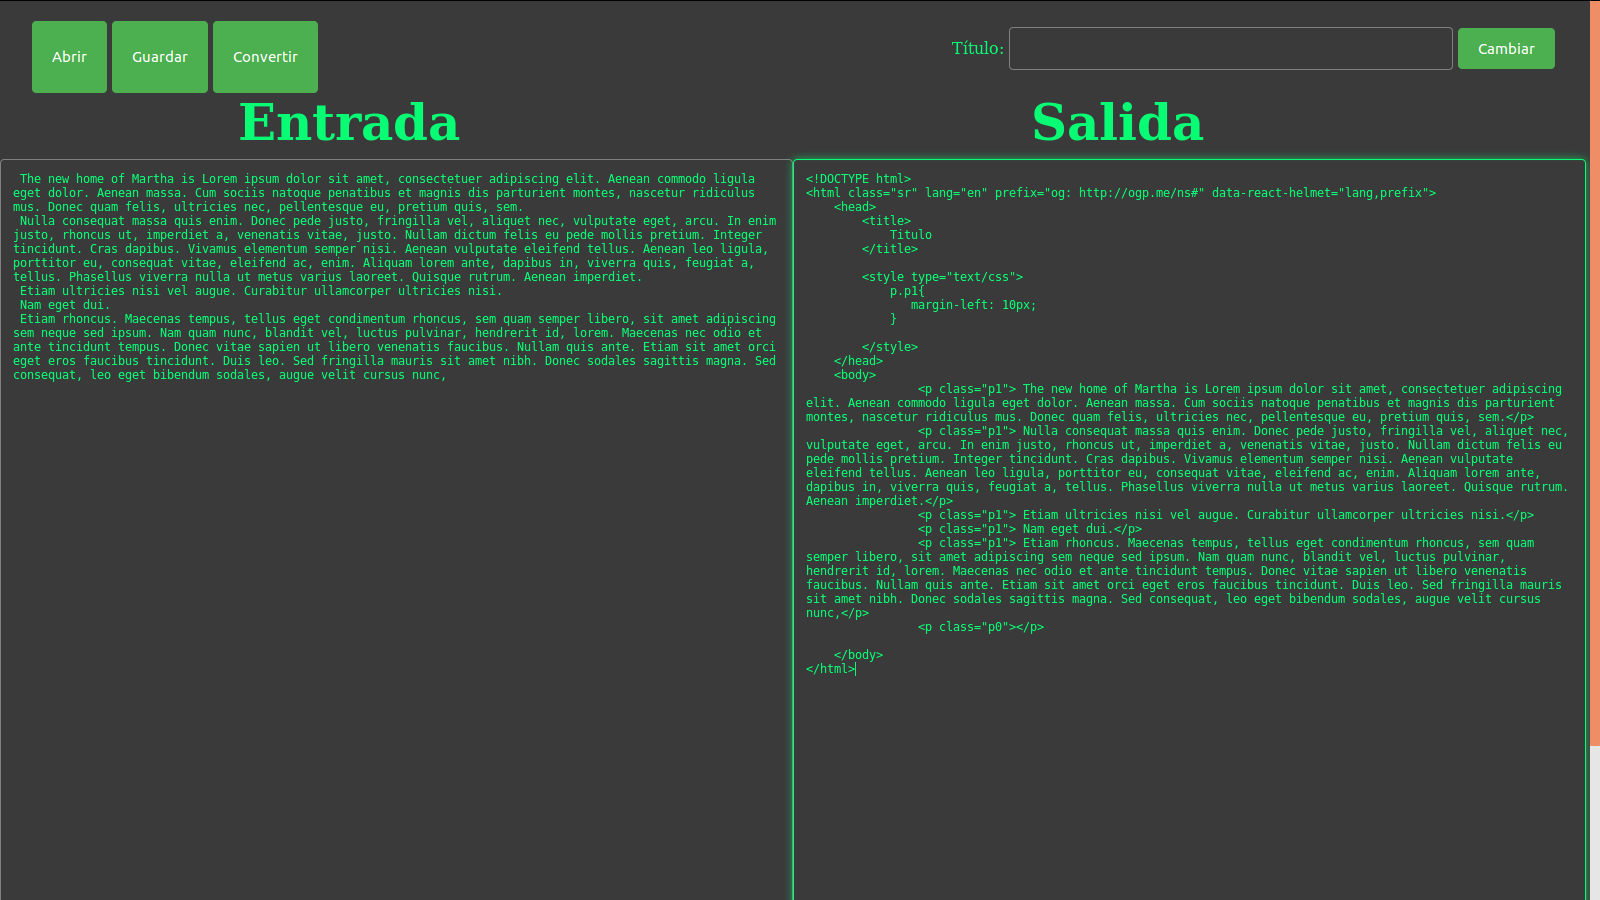 Abrir Guardar Convertir
Título: Cambiar
Entrada
The new home of Martha is Lorem ipsum dolor sit amet, consectetuer adipiscing elit. Aenean commodo ligula
eget dolor. Aenean massa. Cum sociis natoque penatibus et magnis dis parturient montes, nascetur ridiculus
mus. Donec quam felis, ultricies nec, pellentesque eu, pretium quis, sem.
Nulla consequat massa quis enim. Donec pede justo, fringilla vel, aliquet nec, vulputate eget, arcu. In enim
justo, rhoncus ut, imperdiet a, venenatis vitae, justo. Nullam dictum felis eu pede mollis pretium. Integer
tincidunt. Cras dapibus. Vivamus elementum semper nisi. Aenean vulputate eleifend tellus. Aenean leo ligula,
porttitor eu, consequat vitae, eleifend ac, enim. Aliquam lorem ante, dapibus in, viverra quis, feugiat a,
tellus. Phasellus viverra nulla ut metus varius laoreet. Quisque rutrum. Aenean imperdiet.
Etiam ultricies nisi vel augue. Curabitur ullamcorper ultricies nisi.
Nam eget dui.
Etiam rhoncus. Maecenas tempus, tellus eget condimentum rhoncus, sem quam semper libero, sit amet adipiscing
sem neque sed ipsum. Nam quam nunc, blandit vel, luctus pulvinar, hendrerit id, lorem. Maecenas nec odio et
ante tincidunt tempus. Donec vitae sapien ut libero venenatis faucibus. Nullam quis ante. Etiam sit amet orci
eget eros faucibus tincidunt. Duis leo. Sed fringilla mauris sit amet nibh. Donec sodales sagittis magna. Sed
consequat, leo eget bibendum sodales, augue velit cursus nunc,
Salida
<!DOCTYPE html>
<html class="sr" lang="en" prefix="og: http://ogp.me/ns#" data-react-helmet="lang,prefix">
<head>
<title>
Titulo
</title>
<style type="text/css">
p.p1{
margin-left: 10px;
}
</style>
</head>
<body>
<p class="p1"> The new home of Martha is Lorem ipsum dolor sit amet, consectetuer adipiscing
elit. Aenean commodo ligula eget dolor. Aenean massa. Cum sociis natoque penatibus et magnis dis parturient
montes, nascetur ridiculus mus. Donec quam felis, ultricies nec, pellentesque eu, pretium quis, sem.</p>
<p class="p1"> Nulla consequat massa quis enim. Donec pede justo, fringilla vel, aliquet nec,
vulputate eget, arcu. In enim justo, rhoncus ut, imperdiet a, venenatis vitae, justo. Nullam dictum felis eu
pede mollis pretium. Integer tincidunt. Cras dapibus. Vivamus elementum semper nisi. Aenean vulputate
eleifend tellus. Aenean leo ligula, porttitor eu, consequat vitae, eleifend ac, enim. Aliquam lorem ante,
dapibus in, viverra quis, feugiat a, tellus. Phasellus viverra nulla ut metus varius laoreet. Quisque rutrum.
Aenean imperdiet.</p>
<p class="p1"> Etiam ultricies nisi vel augue. Curabitur ullamcorper ultricies nisi.</p>
<p class="p1"> Nam eget dui.</p>
<p class="p1"> Etiam rhoncus. Maecenas tempus, tellus eget condimentum rhoncus, sem quam
semper libero, sit amet adipiscing sem neque sed ipsum. Nam quam nunc, blandit vel, luctus pulvinar,
hendrerit id, lorem. Maecenas nec odio et ante tincidunt tempus. Donec vitae sapien ut libero venenatis
faucibus. Nullam quis ante. Etiam sit amet orci eget eros faucibus tincidunt. Duis leo. Sed fringilla mauris
sit amet nibh. Donec sodales sagittis magna. Sed consequat, leo eget bibendum sodales, augue velit cursus
nunc,</p>
<p class="p0"></p>
</body>
</html>